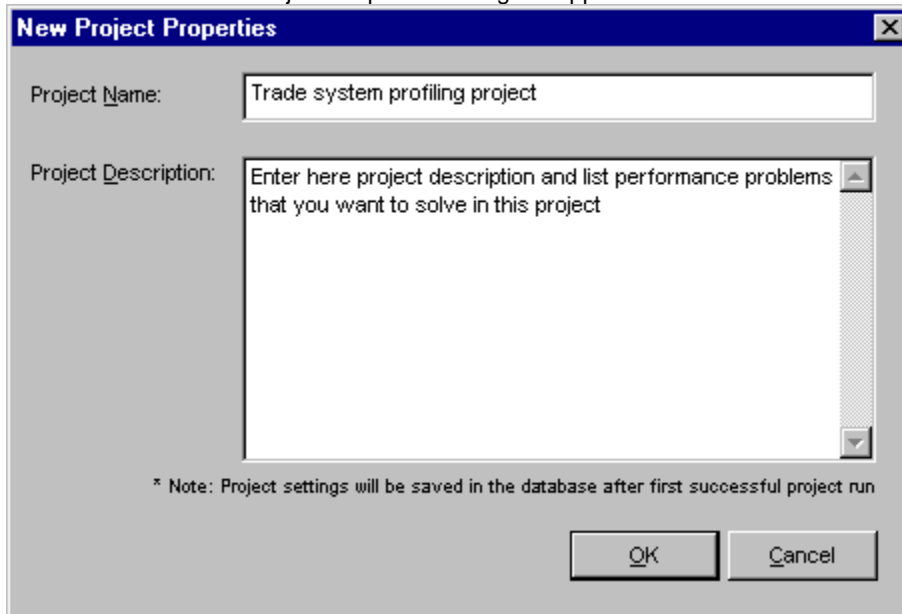 New Project Properties
Project Name:
Trade system profiling project
Project Description:
Enter here project description and list performance problems
that you want to solve in this project
* Note: Project settings will be saved in the database after first successful project run
OK
Cancel